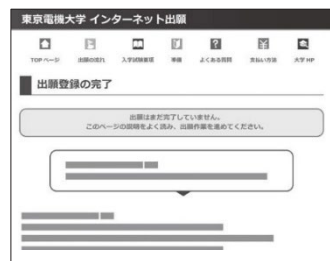 東京電機大学 インターネット出願
TOPページ
出願の流れ
入学試験要項
準備
よくある質問
支払い方法
大学HP
出願登録の完了
出願はまだ完了していません。
このページの説明をよく読み、出願作業を進めてください。